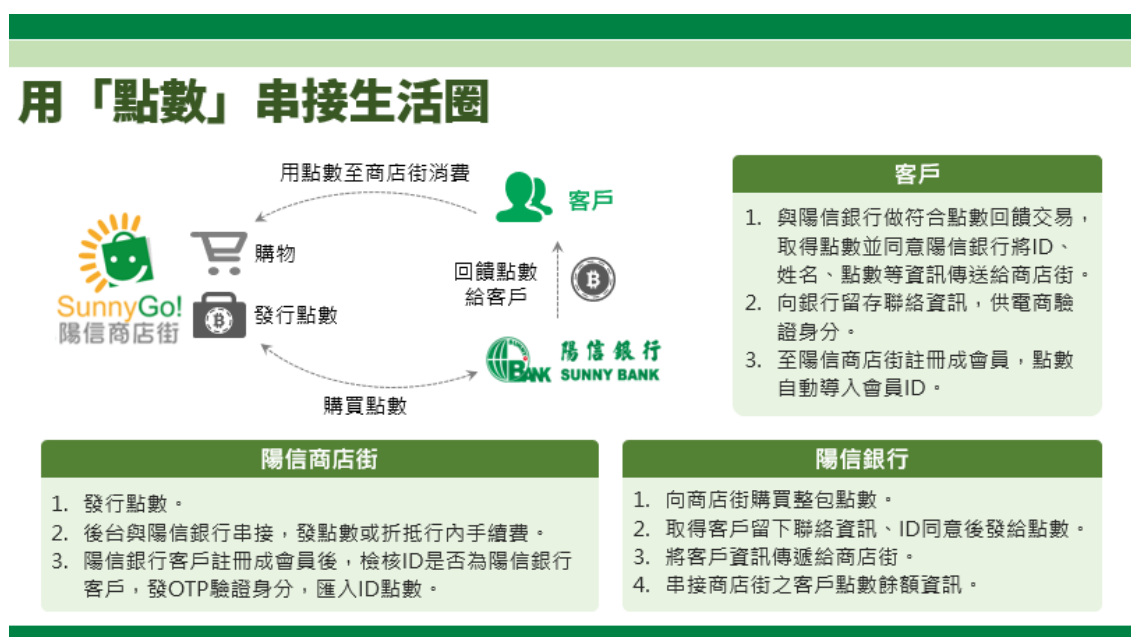 用「點數」串接生活圈
用點數至商店街消費
客戶
購物
SunnyGo!
陽信商店街
發行點數
回饋點數
給客戶
BANK
陽信銀行
SUNNY BANK
購買點數
客戶
1. 與陽信銀行做符合點數回饋交易，
取得點數並同意陽信銀行將ID、
姓名、點數等資訊傳送給商店街。
2. 向銀行留存聯絡資訊，供電商驗
證身分。
3. 至陽信商店街註冊成會員，點數
自動導入會員ID。
陽信商店街
1. 發行點數。
2. 後台與陽信銀行串接，發點數或折抵行內手續費。
3. 陽信銀行客戶註冊成會員後，檢核ID是否為陽信銀行
客戶，發OTP驗證身分，匯入ID點數。
陽信銀行
1. 向商店街購買整包點數。
2. 取得客戶留下聯絡資訊、ID同意後發給點數。
3. 將客戶資訊傳遞給商店街。
4. 串接商店街之客戶點數餘額資訊。